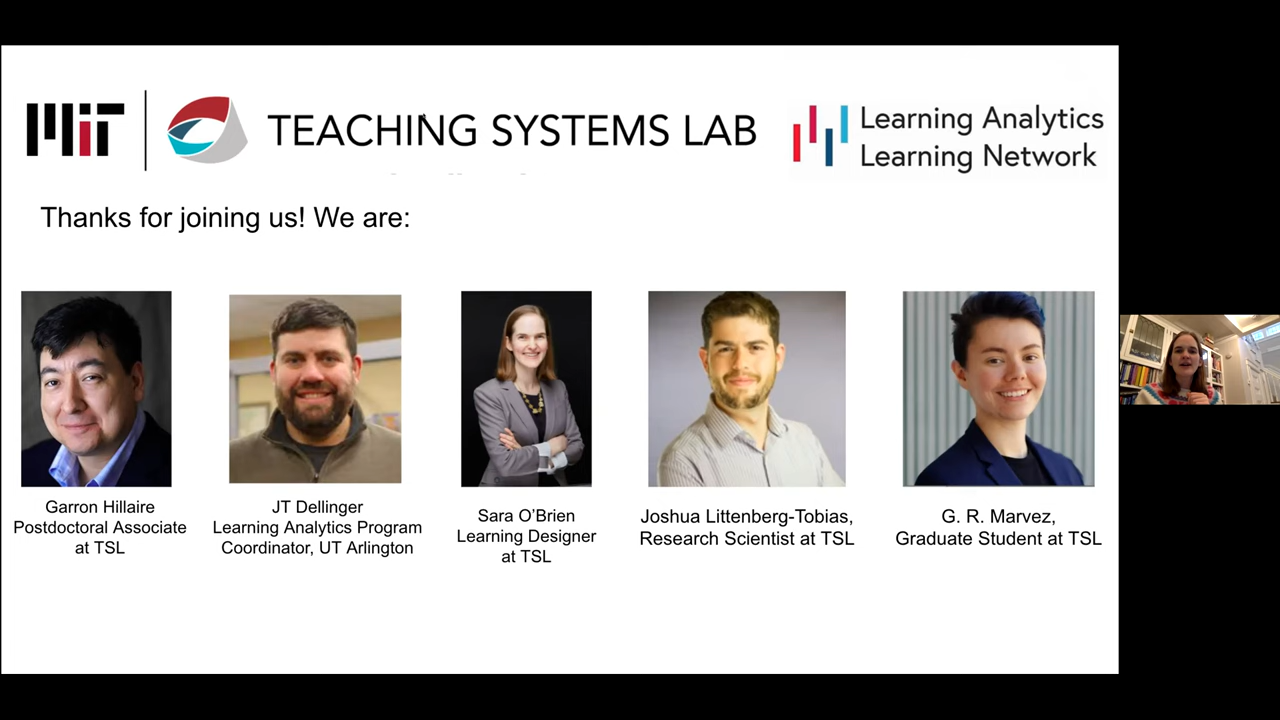 MIT
TEACHING SYSTEMS LAB
Learning Analytics
Learning Network
Thanks for joining us! We are:
Garron Hillaire
Postdoctoral Associate
at TSL
JT Dellinger
Learning Analytics Program
Coordinator, UT Arlington
Sara O’Brien
Learning Designer
at TSL
Joshua Littenberg-Tobias,
Research Scientist at TSL
G. R. Marvez,
Graduate Student at TSL